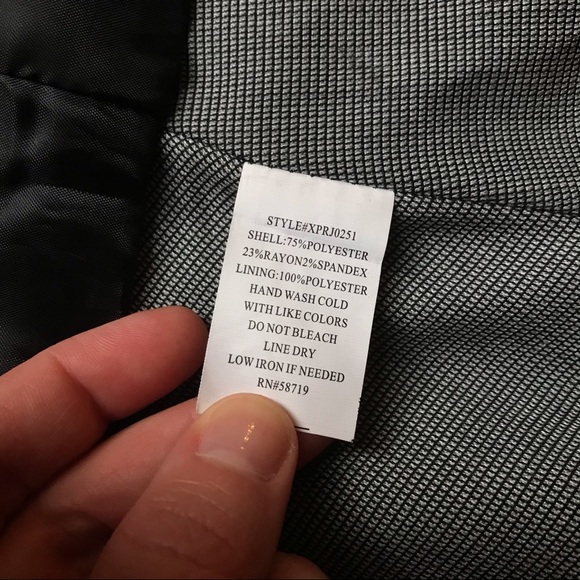 STYLE#XPRJ0251
SHELL:75%POLYESTER
23%RAYON2%SPANDEX
LINING:100%POLYESTER
HAND WASH COLD
WITH LIKE COLORS
DO NOT BLEACH
LINE DRY
LOW IRON IF NEEDED
RN#58719